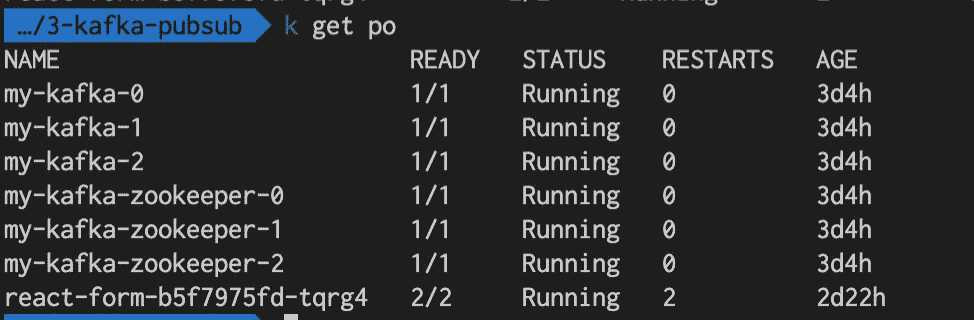 …/3-kafka-pubsub k get po
NAME READY STATUS RESTARTS AGE
my-kafka-0 1/1 Running 0 3d4h
my-kafka-1 1/1 Running 0 3d4h
my-kafka-2 1/1 Running 0 3d4h
my-kafka-zookeeper-0 1/1 Running 0 3d4h
my-kafka-zookeeper-1 1/1 Running 0 3d4h
my-kafka-zookeeper-2 1/1 Running 0 3d4h
react-form-b5f7975fd-tqrg4 2/2 Running 2 2d22h